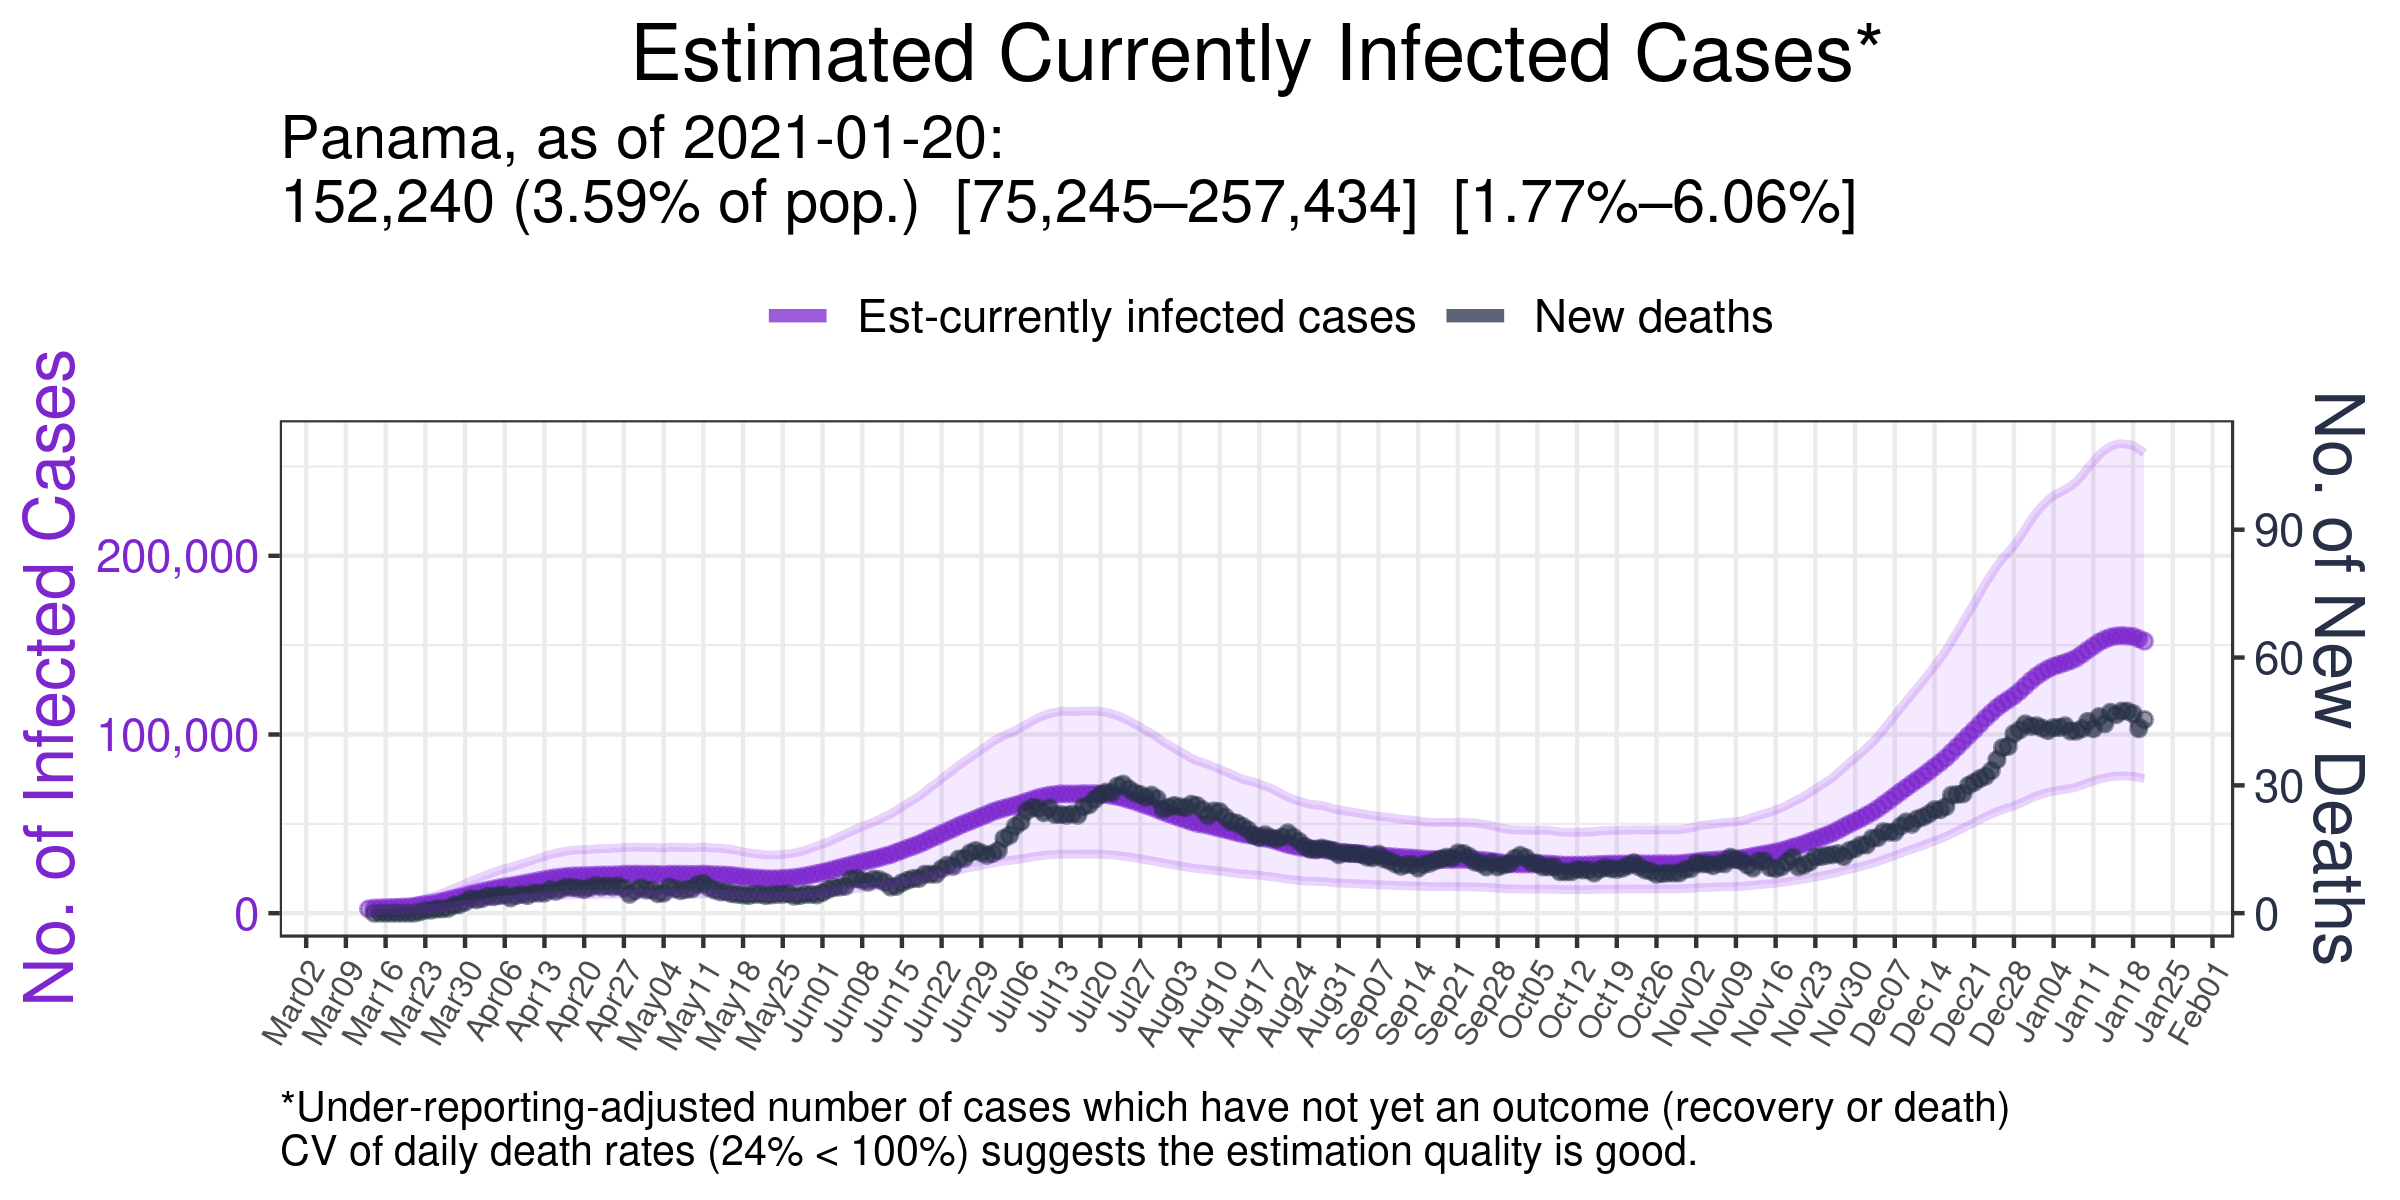 Estimated Currently Infected Cases*
Panama, as of 2021-01-20:
152,240 (3.59% of pop.)  [75,245–257,434]  [1.77%–6.06%]
Est-currently infected cases
New deaths
No. of Infected Cases
200,000
100,000
0
90
60
30
0
No. of New Deaths
Mar02
Mar09
Mar16
Mar23
Mar30
Apr06
Apr13
Apr20
Apr27
May04
May11
May18
May25
Jun01
Jun08
Jun15
Jun22
Jun29
Jul06
Jul13
Jul20
Jul27
Aug03
Aug10
Aug17
Aug24
Aug31
Sep07
Sep14
Sep21
Sep28
Oct05
Oct12
Oct19
Oct26
Nov02
Nov09
Nov16
Nov23
Nov30
Dec07
Dec14
Dec21
Dec28
Jan04
Jan11
Jan18
Jan25
Feb01
*Under-reporting-adjusted number of cases which have not yet an outcome (recovery or death)
CV of daily death rates (24% < 100%) suggests the estimation quality is good.